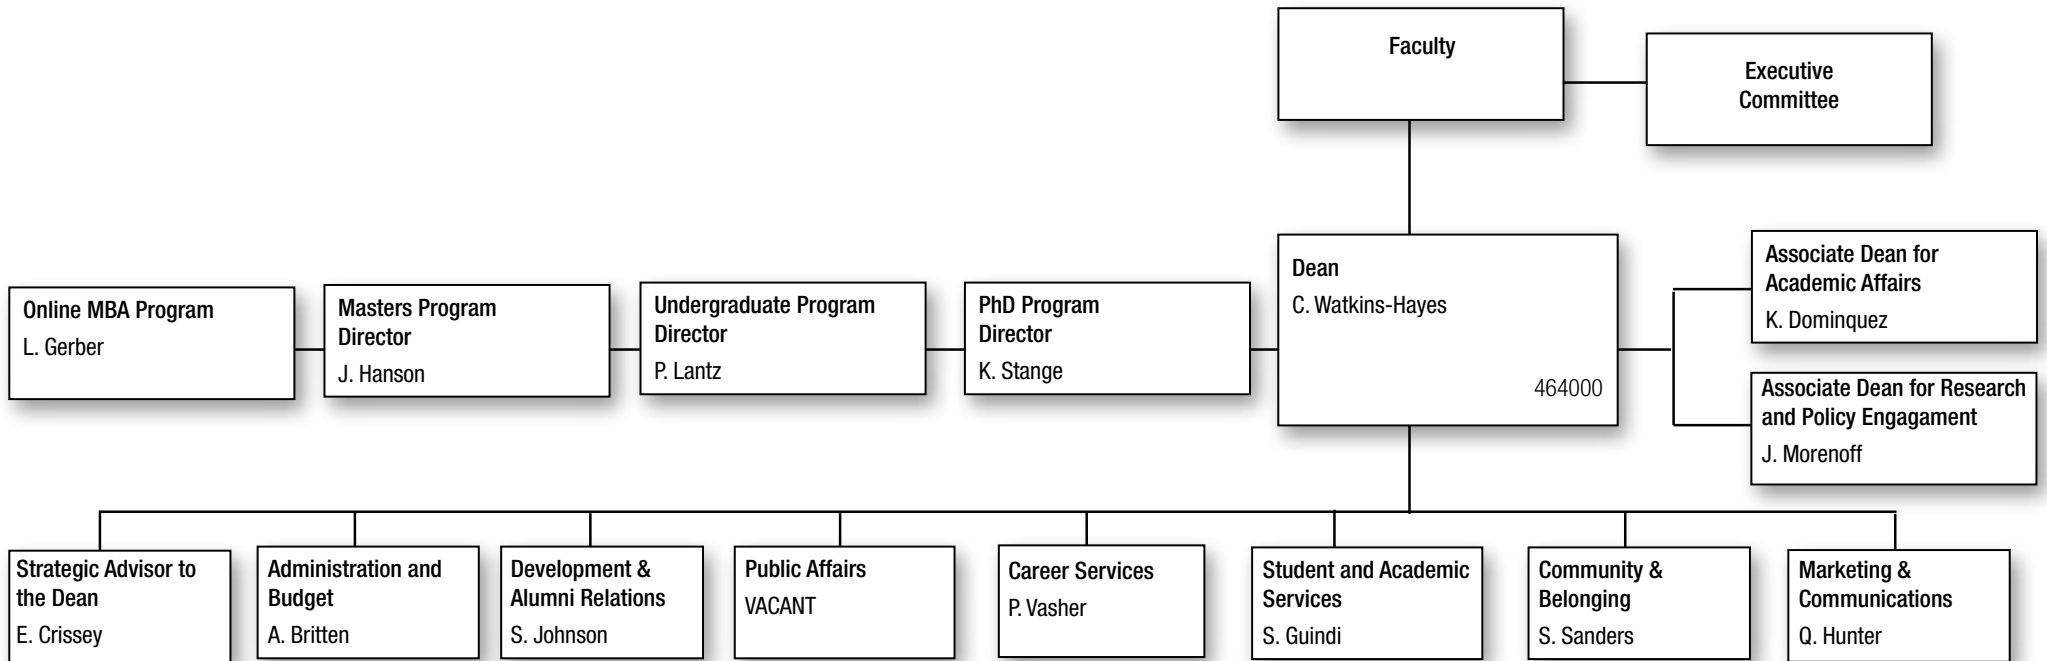 Faculty
Executive
Committee
Dean
C. Watkins-Hayes
464000
Associate Dean for
Academic Affairs
K. Dominquez
Associate Dean for Research
and Policy Engagament
J. Morenoff
Online MBA Program
L. Gerber
Masters Program
Director
J. Hanson
Undergraduate Program
Director
P. Lantz
PhD Program
Director
K. Stange
Strategic Advisor to
the Dean
E. Crissey
Administration and
Budget
A. Britten
Development &
Alumni Relations
S. Johnson
Public Affairs
VACANT
Career Services
P. Vasher
Student and Academic
Services
S. Guindi
Community &
Belonging
S. Sanders
Marketing &
Communications
Q. Hunter